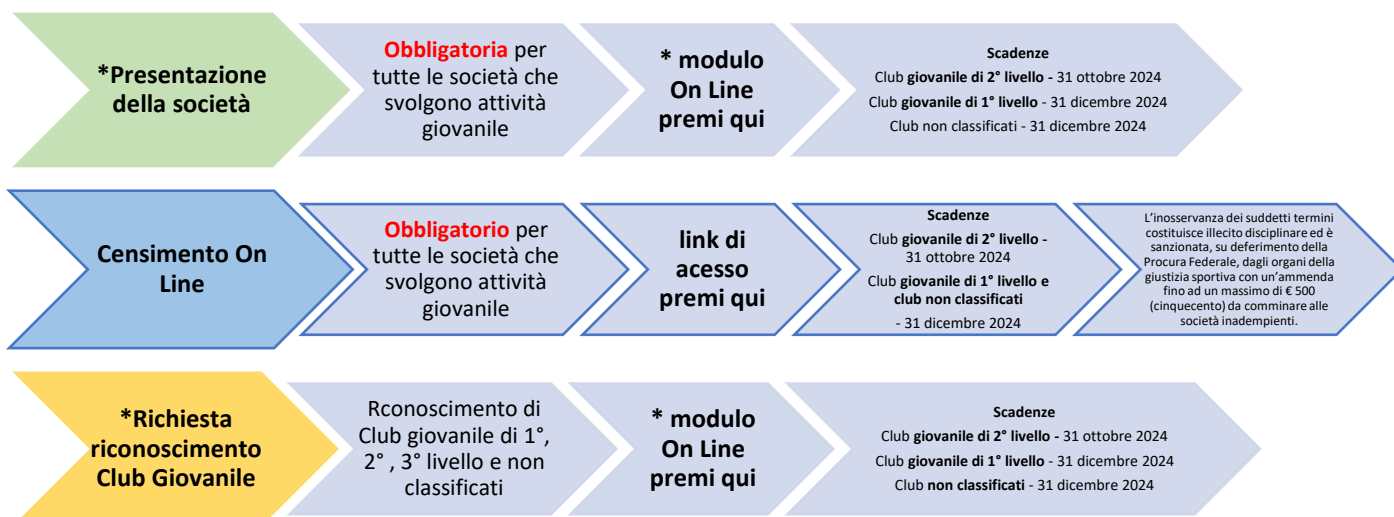 *Presentazione
della società
Obbligatoria per
tutte le società che
svolgono attività
giovanile
* modulo
On Line
premi qui
Scadenze
Club giovanile di 2° livello - 31 ottobre 2024
Club giovanile di 1° livello - 31 dicembre 2024
Club non classificati - 31 dicembre 2024
Censimento On
Line
Obbligatorio per
tutte le società che
svolgono attività
giovanile
link di
acesso
premi qui
Scadenze
Club giovanile di 2° livello -
31 ottobre 2024
Club giovanile di 1° livello e
club non classificati
- 31 dicembre 2024
L'inosservanza dei suddetti termini
costituisce illecito disciplinare ed è
sanzionata, su deferimento della
Procura Federale, dagli organi della
giustizia sportiva con un'ammenda
fino ad un massimo di € 500
(cinquecento) da comminare alle
società inadempienti.
*Richiesta
riconoscimento
Club Giovanile
Rconoscimento di
Club giovanile di 1°,
2° , 3° livello e non
classificati
* modulo
On Line
premi qui
Scadenze
Club giovanile di 2° livello - 31 ottobre 2024
Club giovanile di 1° livello - 31 dicembre 2024
Club non classificati - 31 dicembre 2024